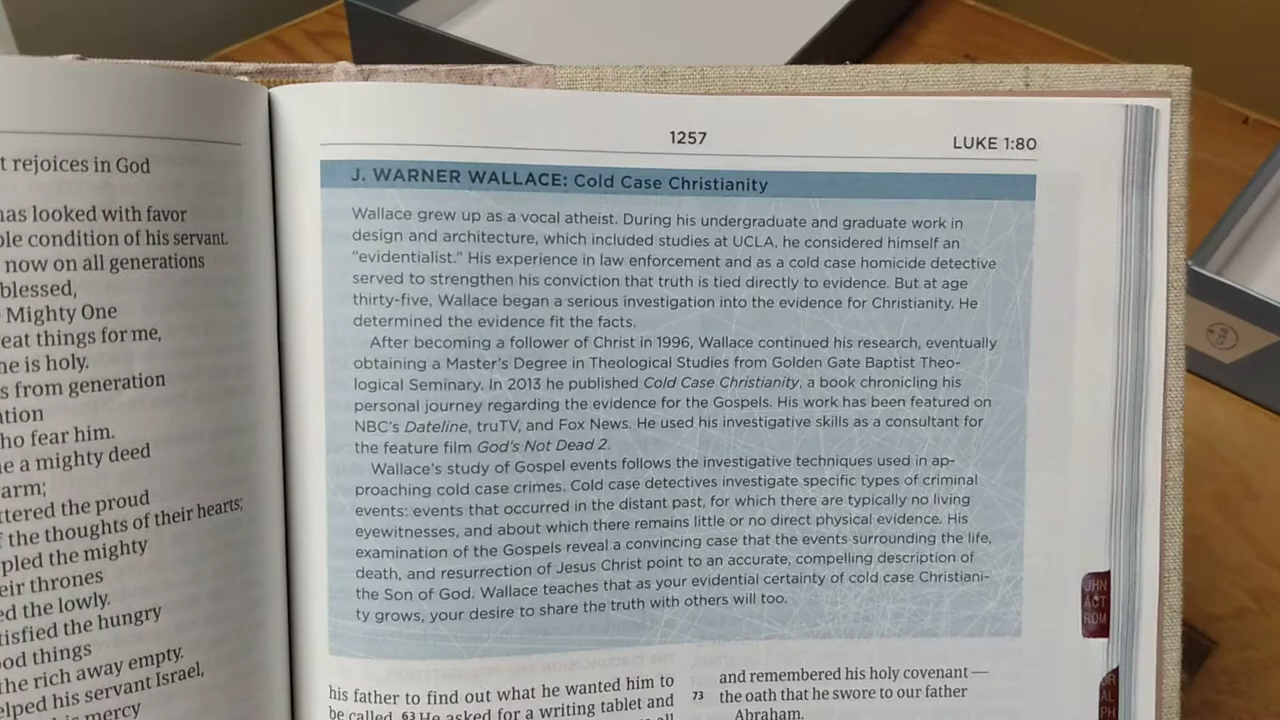 t rejoices in God
has looked with favor
ble condition of his servant.
now on all generations
blessed,
Mighty One
reat things for me,
ne is holy.
s from generation
ation
ho fear him.
ne a mighty deed
arm;
ttered the proud
f the thoughts of their hearts;
pled the mighty
eir thrones
ed the lowly.
tisfied the hungry
ood things
the rich away empty.
elped his servant Israel,
mercy
1257
LUKE 1:80
J. WARNER WALLACE: Cold Case Christianity
Wallace grew up as a vocal atheist. During his undergraduate and graduate work in
design and architecture, which included studies at UCLA, he considered himself an
“evidentialist.” His experience in law enforcement and as a cold case homicide detective
served to strengthen his conviction that truth is tied directly to evidence. But at age
thirty-five, Wallace began a serious investigation into the evidence for Christianity. He
determined the evidence fit the facts.
After becoming a follower of Christ in 1996, Wallace continued his research, eventually
obtaining a Master’s Degree in Theological Studies from Golden Gate Baptist Theo-
logical Seminary. In 2013 he published Cold Case Christianity, a book chronicling his
personal journey regarding the evidence for the Gospels. His work has been featured on
NBC’s Dateline, truTV, and Fox News. He used his investigative skills as a consultant for
the feature film God’s Not Dead 2.
Wallace’s study of Gospel events follows the investigative techniques used in ap-
proaching cold case crimes. Cold case detectives investigate specific types of criminal
events: events that occurred in the distant past, for which there are typically no living
eyewitnesses, and about which there remains little or no direct physical evidence. His
examination of the Gospels reveal a convincing case that the events surrounding the life,
death, and resurrection of Jesus Christ point to an accurate, compelling description of
the Son of God. Wallace teaches that as your evidential certainty of cold case Christiani-
ty grows, your desire to share the truth with others will too.
his father to find out what he wanted him to
be called. 63 He asked for a writing tablet and
and remembered his holy covenant —
73 the oath that he swore to our father
Abraham.
JHN
ACT
ROM
AL
PH